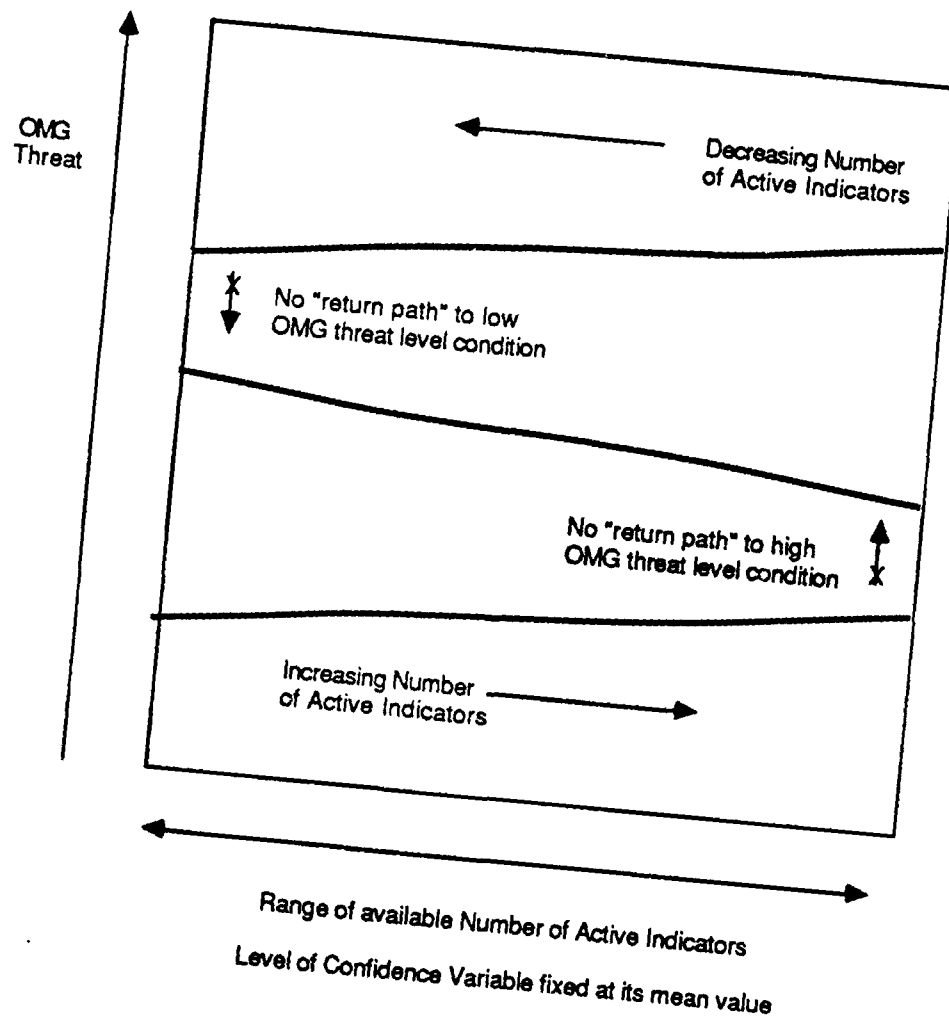 OMG
Threat
Decreasing Number
of Active Indicators
No "return path" to low
OMG threat level condition
No "return path" to high
OMG threat level condition
Increasing Number
of Active Indicators
Range of available Number of Active Indicators
Level of Confidence Variable fixed at its mean value